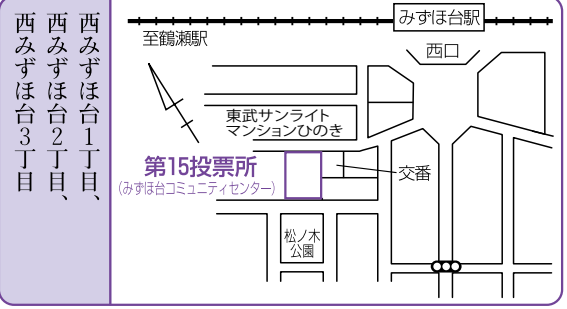 西みずほ台1丁目、
西みずほ台2丁目、
西みずほ台3丁目
みずほ台駅
至鶴瀬駅
西口
東武サンライト
マンションひのき
第15投票所
（みずほ台コミュニティセンター）
交番
松ノ木
公園